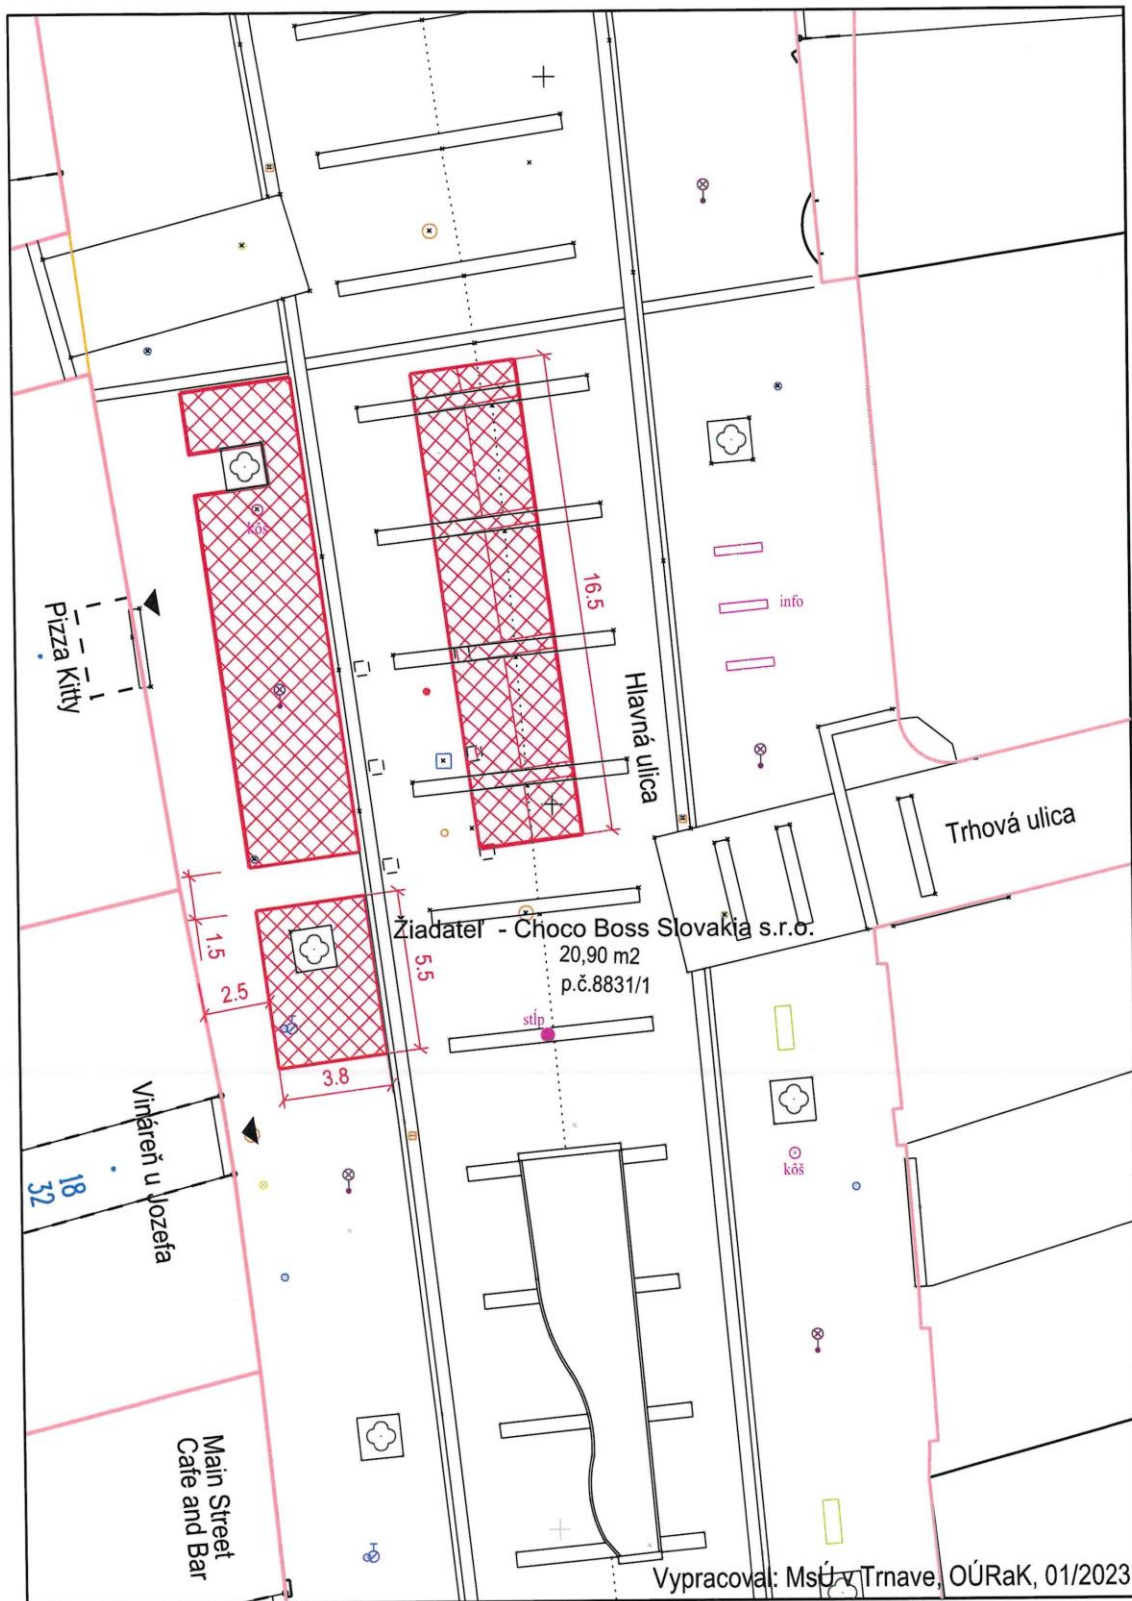 kôš
Pizza Kitty
16.5
info
Hlavná ulica
Trhová ulica
Žiadateľ - Choco Boss Slovakia s.r.o.
20,90 m2
p.č.8831/1
1.5
2.5
5.5
3.8
stĺp
Vináreň u Jozefa
18
32
kôš
Main Street
Cafe and Bar
Vypracoval: MsÚ v Trnave, OÚRaK, 01/2023